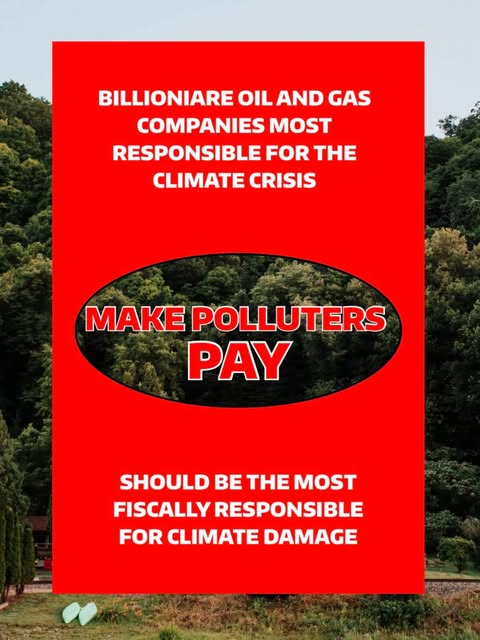 BILLIONIARE OIL AND GAS
COMPANIES MOST
RESPONSIBLE FOR THE
CLIMATE CRISIS
MAKE POLLUTERS
PAY
SHOULD BE THE MOST
FISCALLY RESPONSIBLE
FOR CLIMATE DAMAGE